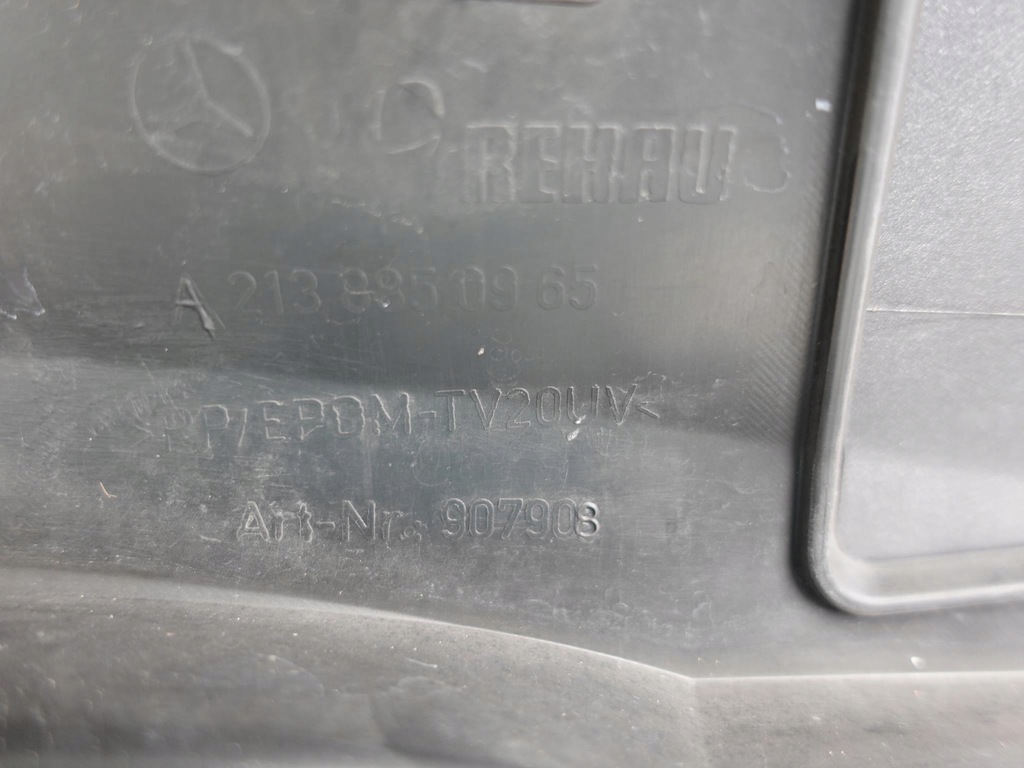 REHAU
A 213 885 09 65
>PP/EPDM-TV20UV<
Art-Nr. 907908